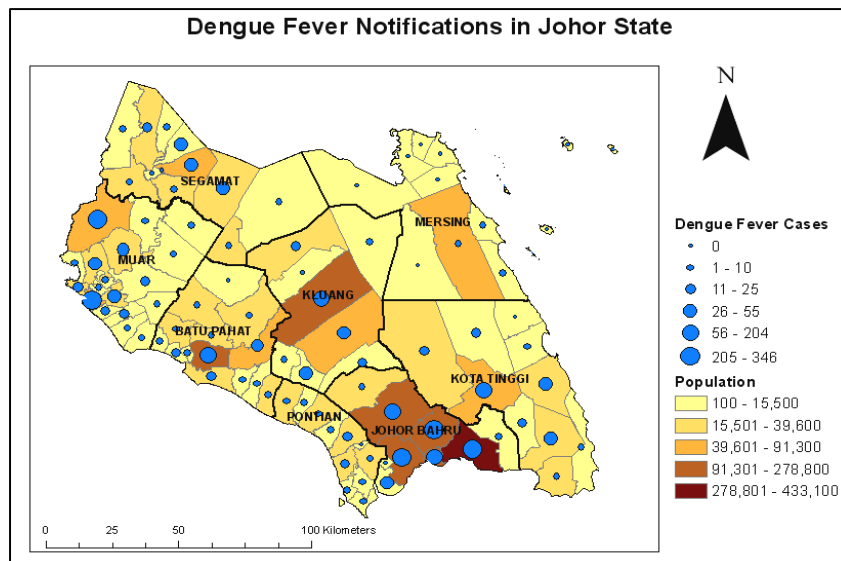 Dengue Fever Notifications in Johor State
N
SEGAMAT
MERSING
MUAR
KLUANG
BATU PAHAT
KOTA TINGGI
PONTIAN
JOHOR BAHRU
0 25 50 100 Kilometers
Dengue Fever Cases
0
1 - 10
11 - 25
26 - 55
56 - 204
205 - 346
Population
100 - 15,500
15,501 - 39,600
39,601 - 91,300
91,301 - 278,800
278,801 - 433,100